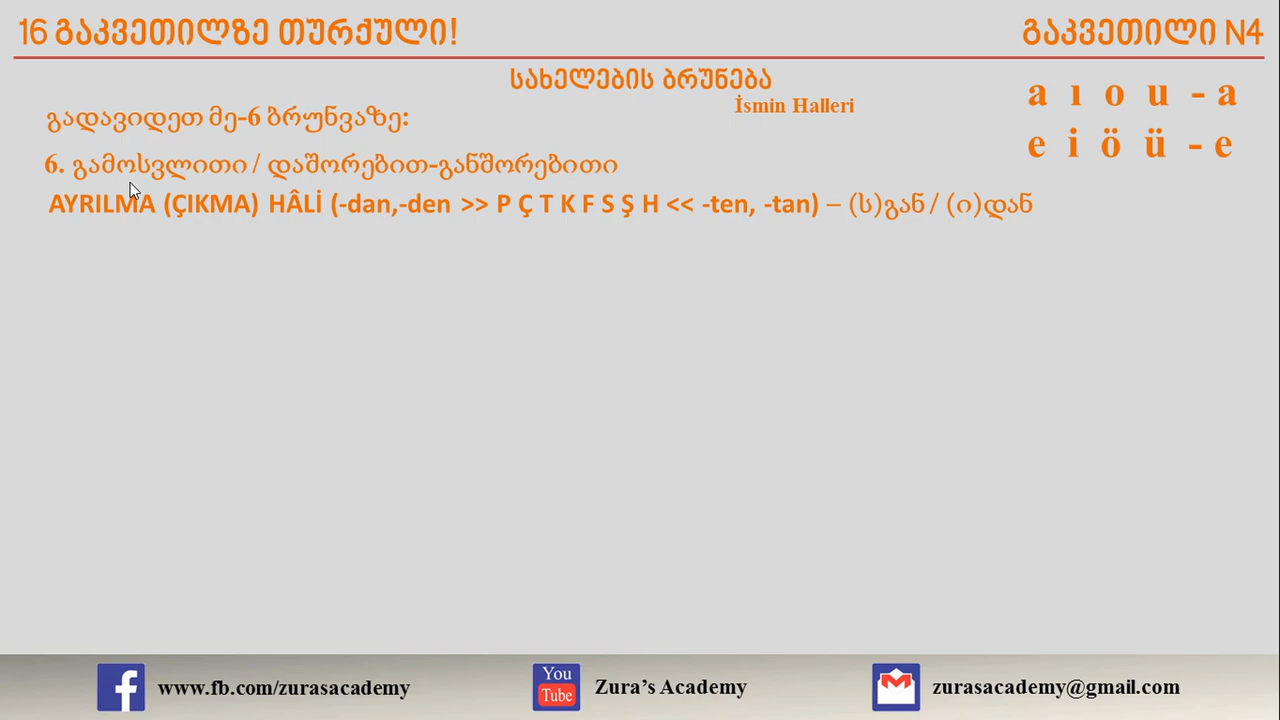 16 გაკვეთილზე თურქული!
გაკვეთილი N4
სახელების ბრუნება
İsmin Halleri
a ı o u - a
e i ö ü - e
გადავიდეთ მე-6 ბრუნვაზე:
6. გამოსვლითი / დაშორებით-განშორებითი
AYRILMA (ÇIKMA) HÂLİ (-dan,-den >> P Ç T K F S Ş H << -ten, -tan) – (ს)გან / (ი)დან
f www.fb.com/zurasacademy
You Tube Zura’s Academy
zurasacademy@gmail.com